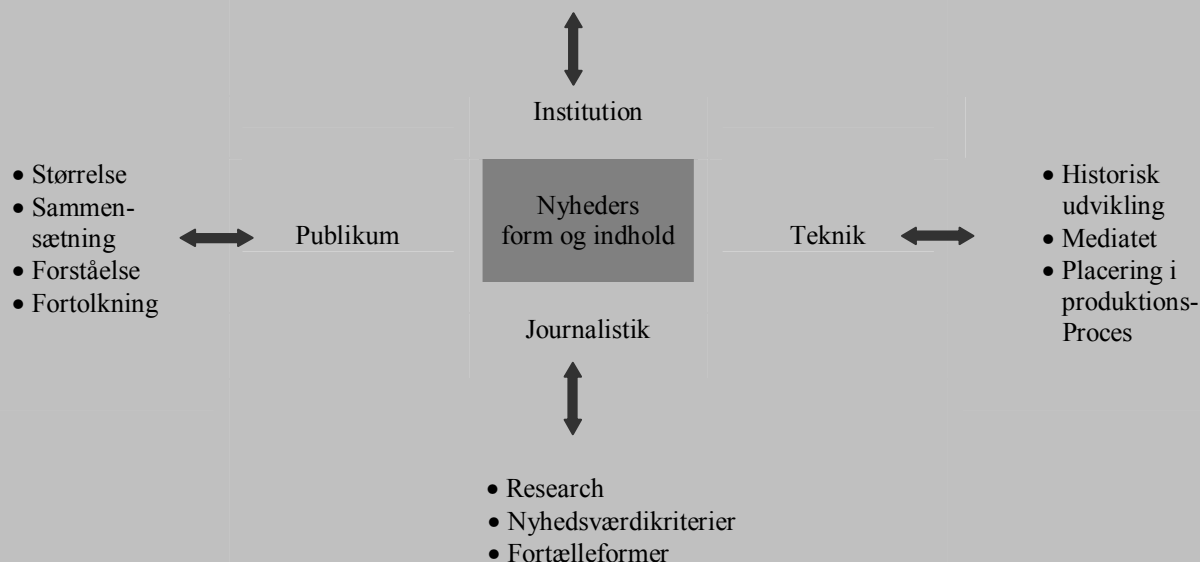 Institution
• Størrelse
• Sammen-
sætning
• Forståelse
• Fortolkning
Publikum
Nyheders
form og indhold
Teknik
• Historisk
udvikling
• Mediatet
• Placering i
produktions-
Proces
Journalistik
• Research
• Nyhedsværdikriterier
• Fortælleformer